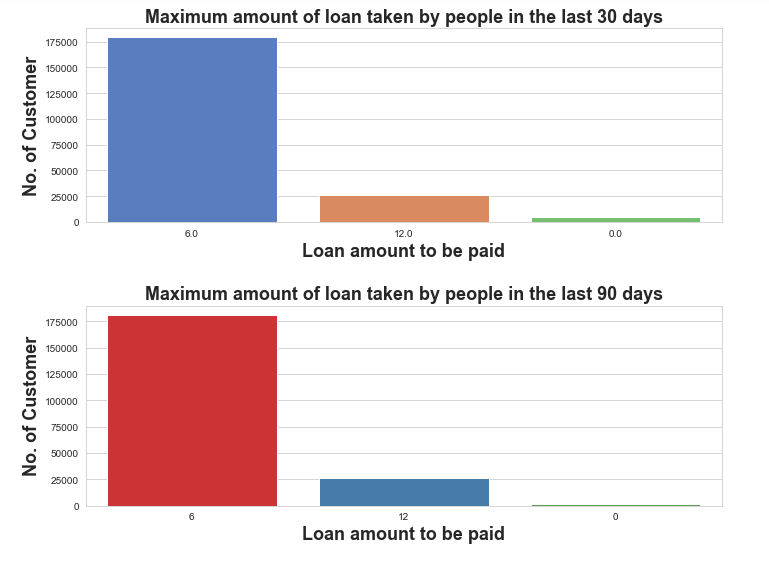 Maximum amount of loan taken by people in the last 30 days
No. of Customer
175000
150000
125000
100000
75000
50000
25000
0
6.0 12.0 0.0
Loan amount to be paid
Maximum amount of loan taken by people in the last 90 days
No. of Customer
175000
150000
125000
100000
75000
50000
25000
0
6 12 0
Loan amount to be paid